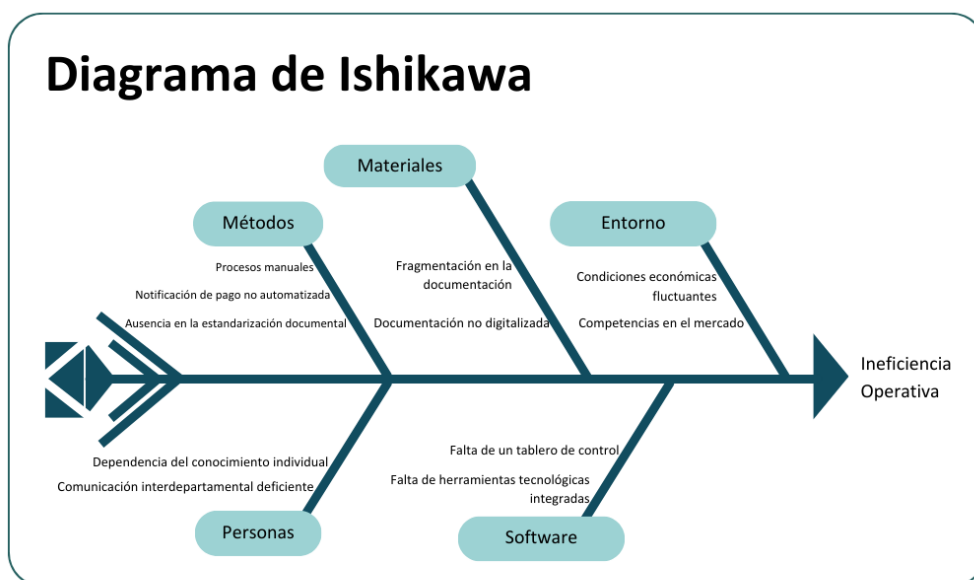 Diagrama de Ishikawa
Materiales
Métodos
Entorno
Procesos manuales
Notificación de pago no automatizada
Ausencia en la estandarización documental
Fragmentación en la
documentación
Documentación no digitalizada
Condiciones económicas
fluctuantes
Competencias en el mercado
Ineficiencia
Operativa
Dependencia del conocimiento individual
Comunicación interdepartamental deficiente
Falta de un tablero de control
Falta de herramientas tecnológicas
integradas
Personas
Software